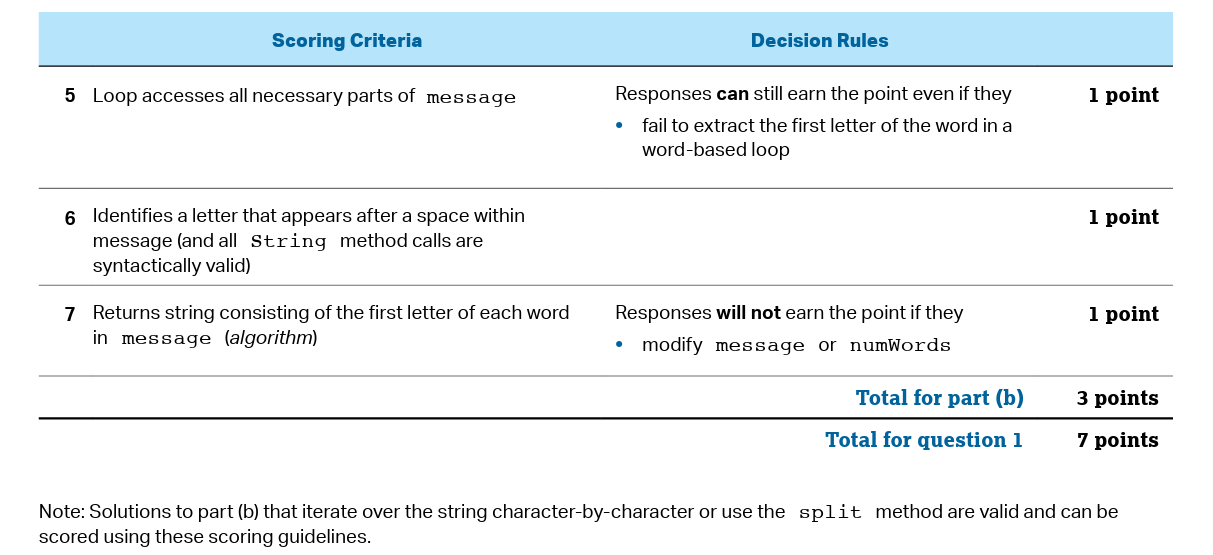 Scoring Criteria Decision Rules
5 Loop accesses all necessary parts of message Responses can still earn the point even if they 1 point
• fail to extract the first letter of the word in a
word-based loop
6 Identifies a letter that appears after a space within 1 point
message (and all String method calls are
syntactically valid)
7 Returns string consisting of the first letter of each word Responses will not earn the point if they 1 point
in message (algorithm) • modify message or numWords
Total for part (b) 3 points
Total for question 1 7 points
Note: Solutions to part (b) that iterate over the string character-by-character or use the split method are valid and can be
scored using these scoring guidelines.